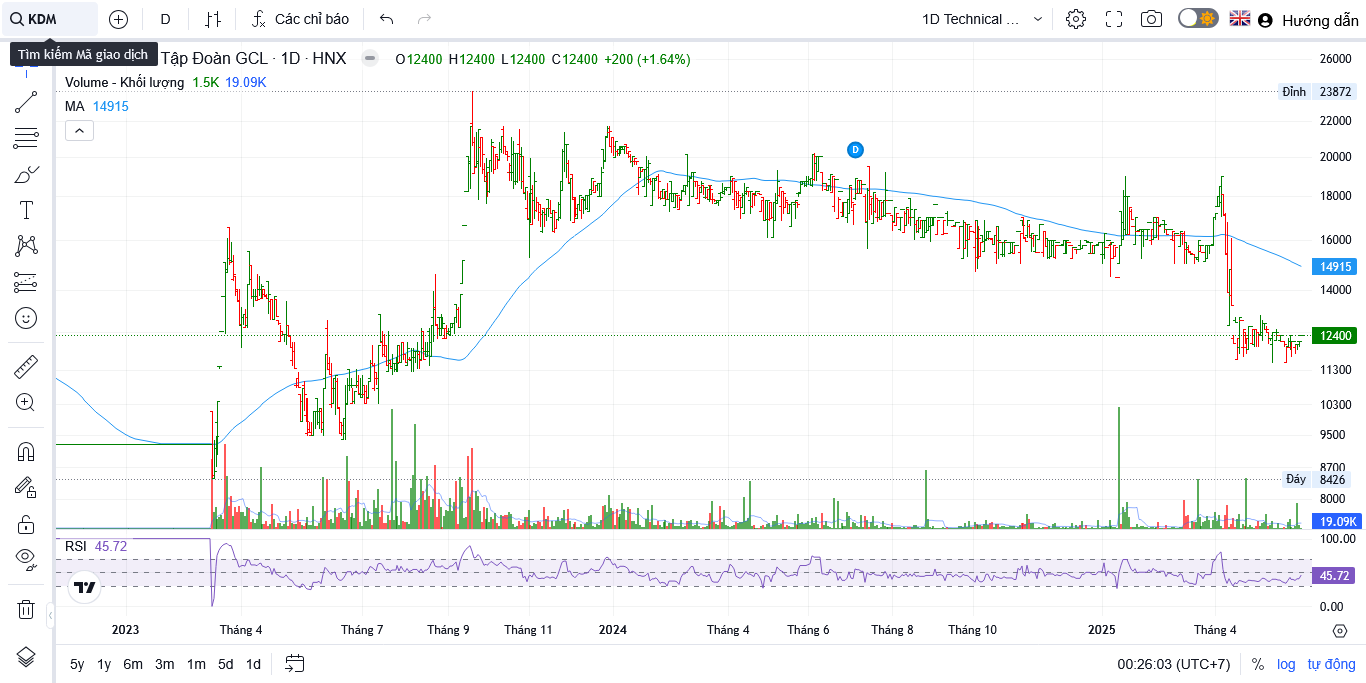 KDM
D
Các chỉ báo
1D Technical ...
Hướng dẫn
Tìm kiếm Mã giao dịch
Tập Đoàn GCL · 1D · HNX
O12400 H12400 L12400 C12400 +200 (+1.64%)
Volume - Khối lượng 1.5K 19.09K
MA 14915
26000
Đỉnh 23872
22000
20000
D
18000
16000
14915
14000
12400
11300
10300
9500
8700
Đáy 8426
8000
19.09K
RSI 45.72
100.00
45.72
0.00
2023 Tháng 4 Tháng 7 Tháng 9 Tháng 11 2024 Tháng 4 Tháng 6 Tháng 8 Tháng 10 2025 Tháng 4
5y 1y 6m 3m 1m 5d 1d
00:26:03 (UTC+7) % log tự động